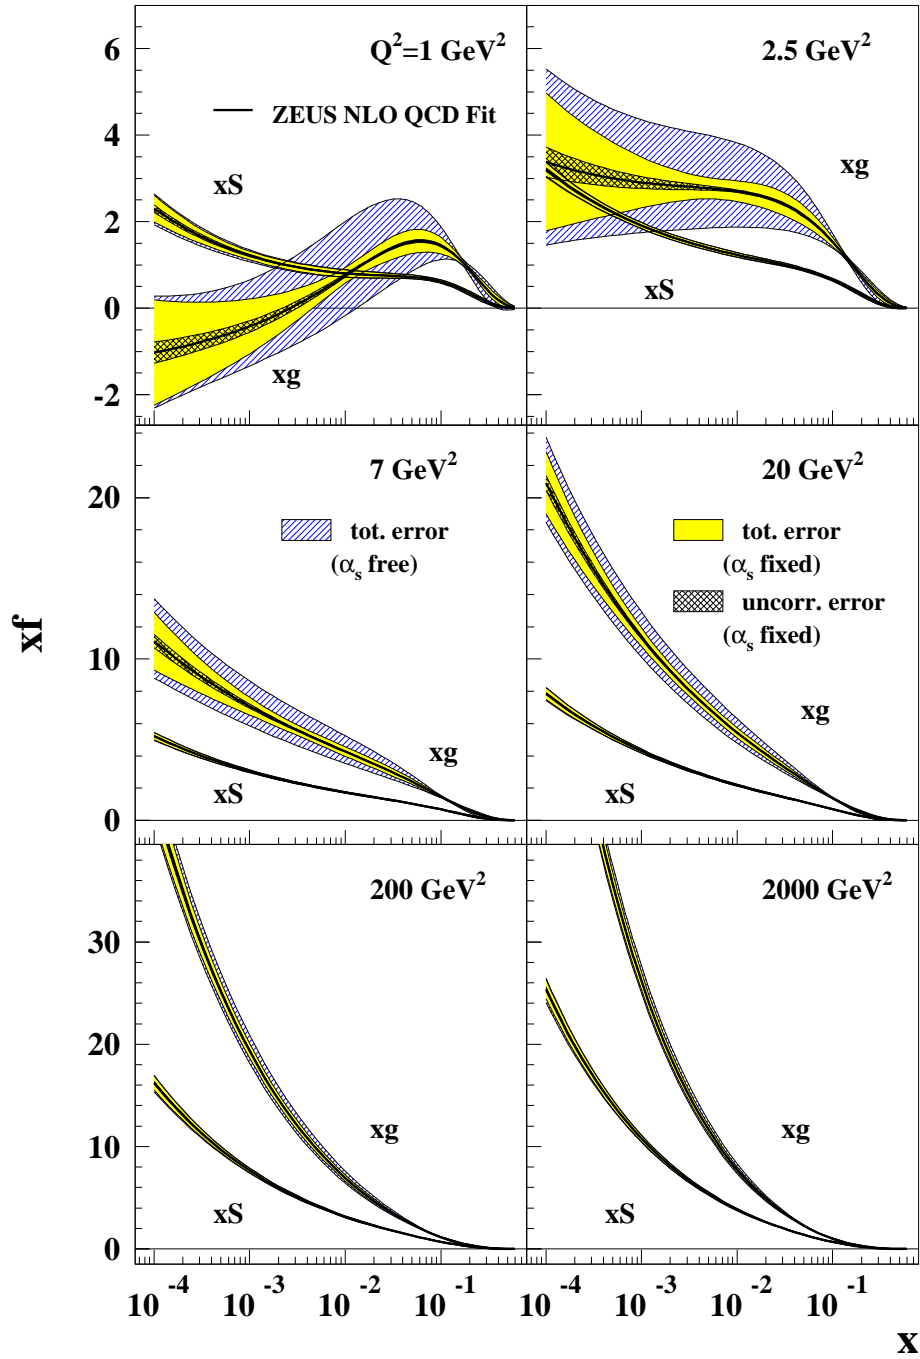 6
4
2
0
-2
Q²=1 GeV²
2.5 GeV²
ZEUS NLO QCD Fit
xS
xg
xg
xS
20
10
0
7 GeV²
20 GeV²
tot. error
(αₛ free)
tot. error
(αₛ fixed)
uncorr. error
(αₛ fixed)
xg
xS
xg
xS
xf
30
20
10
0
200 GeV²
2000 GeV²
xg
xS
xg
xS
10⁻⁴ 10⁻³ 10⁻² 10⁻¹ 10⁻⁴ 10⁻³ 10⁻² 10⁻¹
x